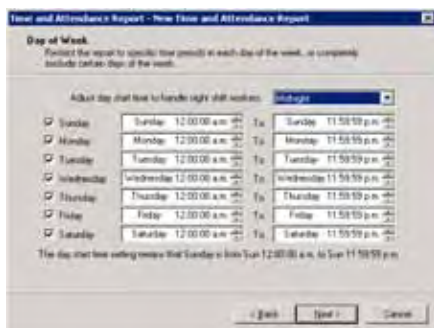 Time and Attendance Report - New Time and Attendance Report
Day of Week
Restrict the report to specific time periods in each day of the week, or completely
exclude certain days of the week.
Adjust day start time to handle night shift workers: Midnight
Sunday Sunday 12:00:00 a.m. To Sunday 11:59:59 p.m.
Monday Monday 12:00:00 a.m. To Monday 11:59:59 p.m.
Tuesday Tuesday 12:00:00 a.m. To Tuesday 11:59:59 p.m.
Wednesday Wednesday 12:00:00 a.m. To Wednesday 11:59:59 p.m.
Thursday Thursday 12:00:00 a.m. To Thursday 11:59:59 p.m.
Friday Friday 12:00:00 a.m. To Friday 11:59:59 p.m.
Saturday Saturday 12:00:00 a.m. To Saturday 11:59:59 p.m.
The day start time setting means that Sunday is from Sun 12:00:00 a.m. to Sun 11:59:59 p.m.
< Back Next > Cancel